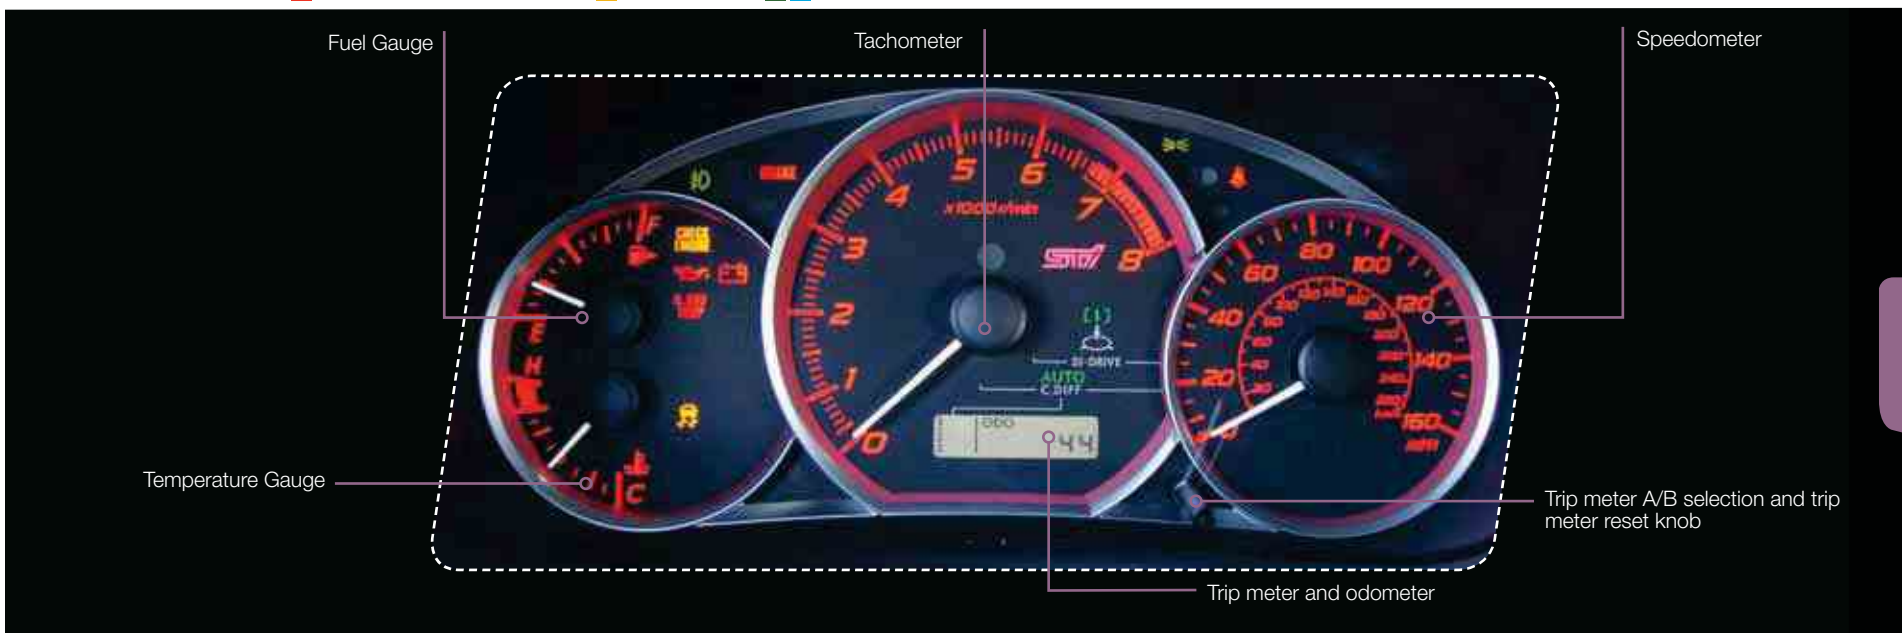 Fuel Gauge
Tachometer
Speedometer
5
6
4
x1000r/min
7
F
CHECK
ENGINE
3
STI
8
80
60
100
2
40
120
E
H
SI-DRIVE
140
1
AUTO
C.DIFF
20
0
ODO
44
160
C
Temperature Gauge
Trip meter A/B selection and trip
meter reset knob
Trip meter and odometer